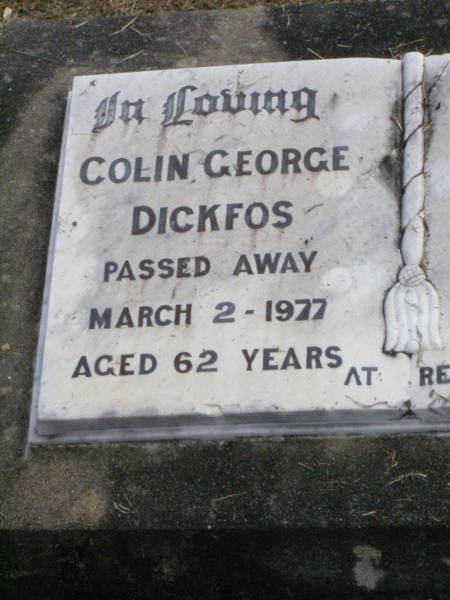 In Loving
COLIN GEORGE
DICKFOS
PASSED AWAY
MARCH 2 - 1977
AGED 62 YEARS
AT RE